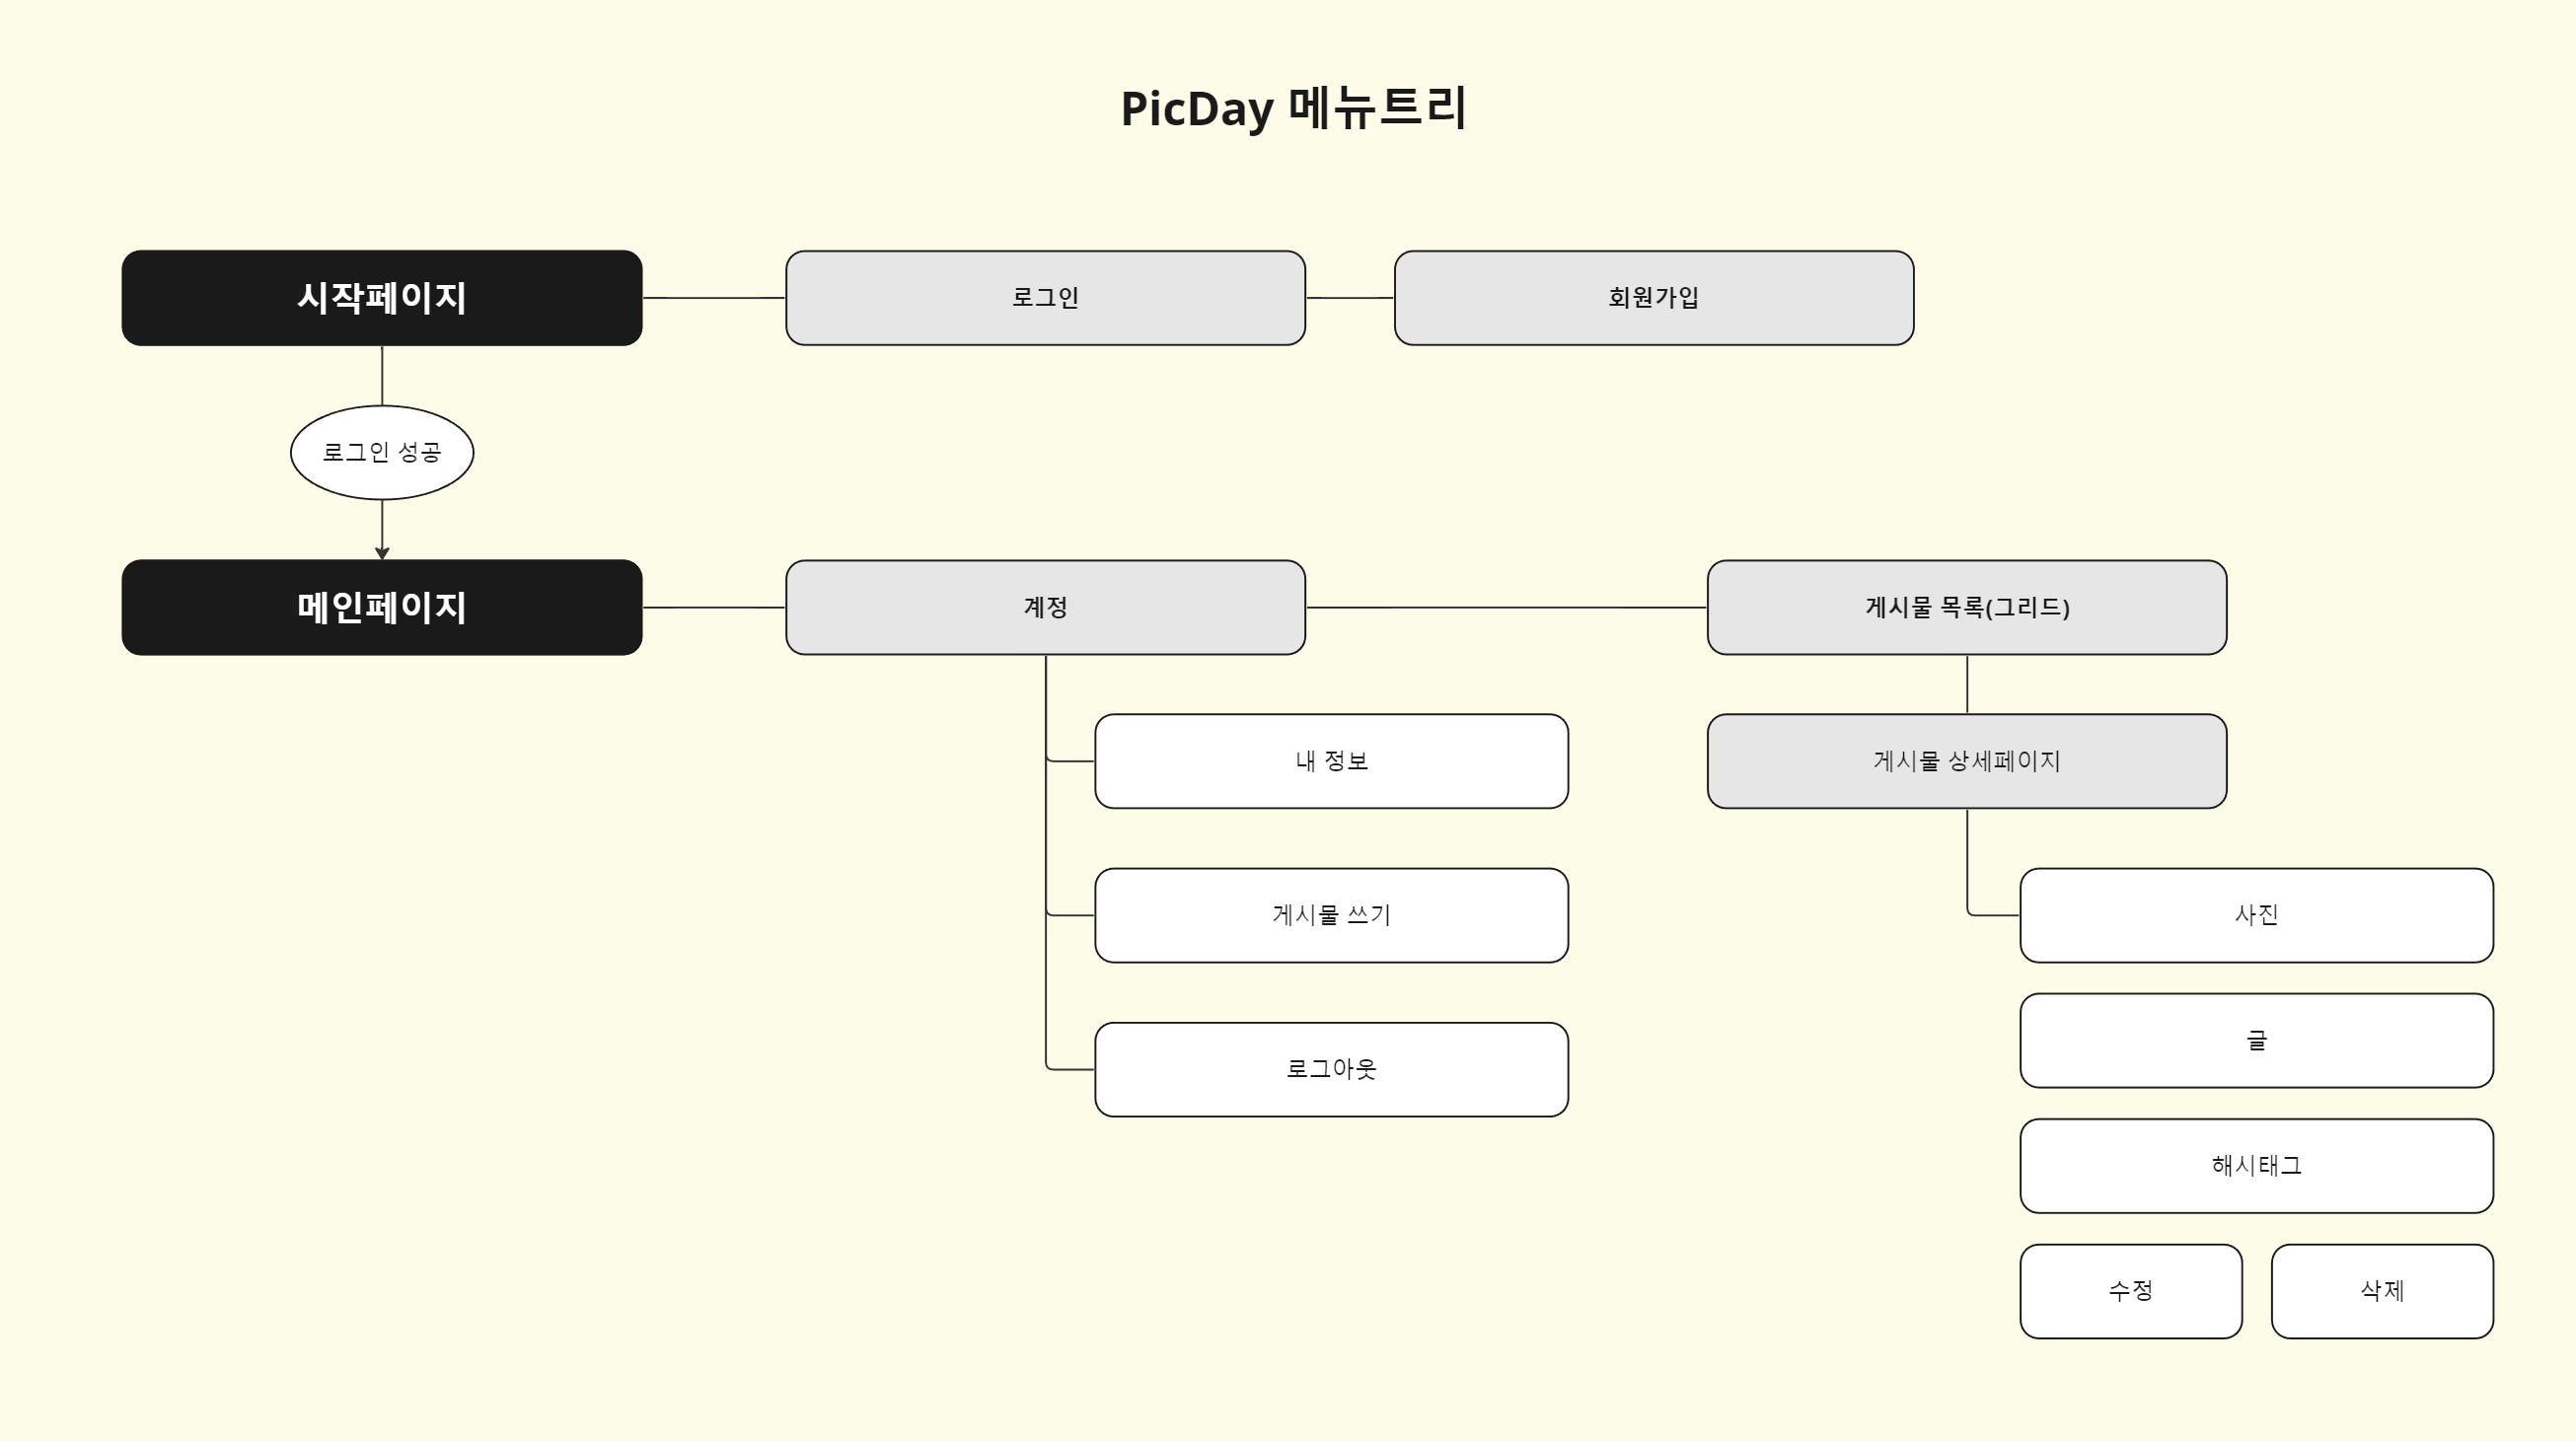 PicDay 메뉴트리
시작페이지
로그인
회원가입
로그인 성공
메인페이지
계정
게시물 목록(그리드)
내 정보
게시물 상세페이지
게시물 쓰기
사진
글
로그아웃
해시태그
수정
삭제